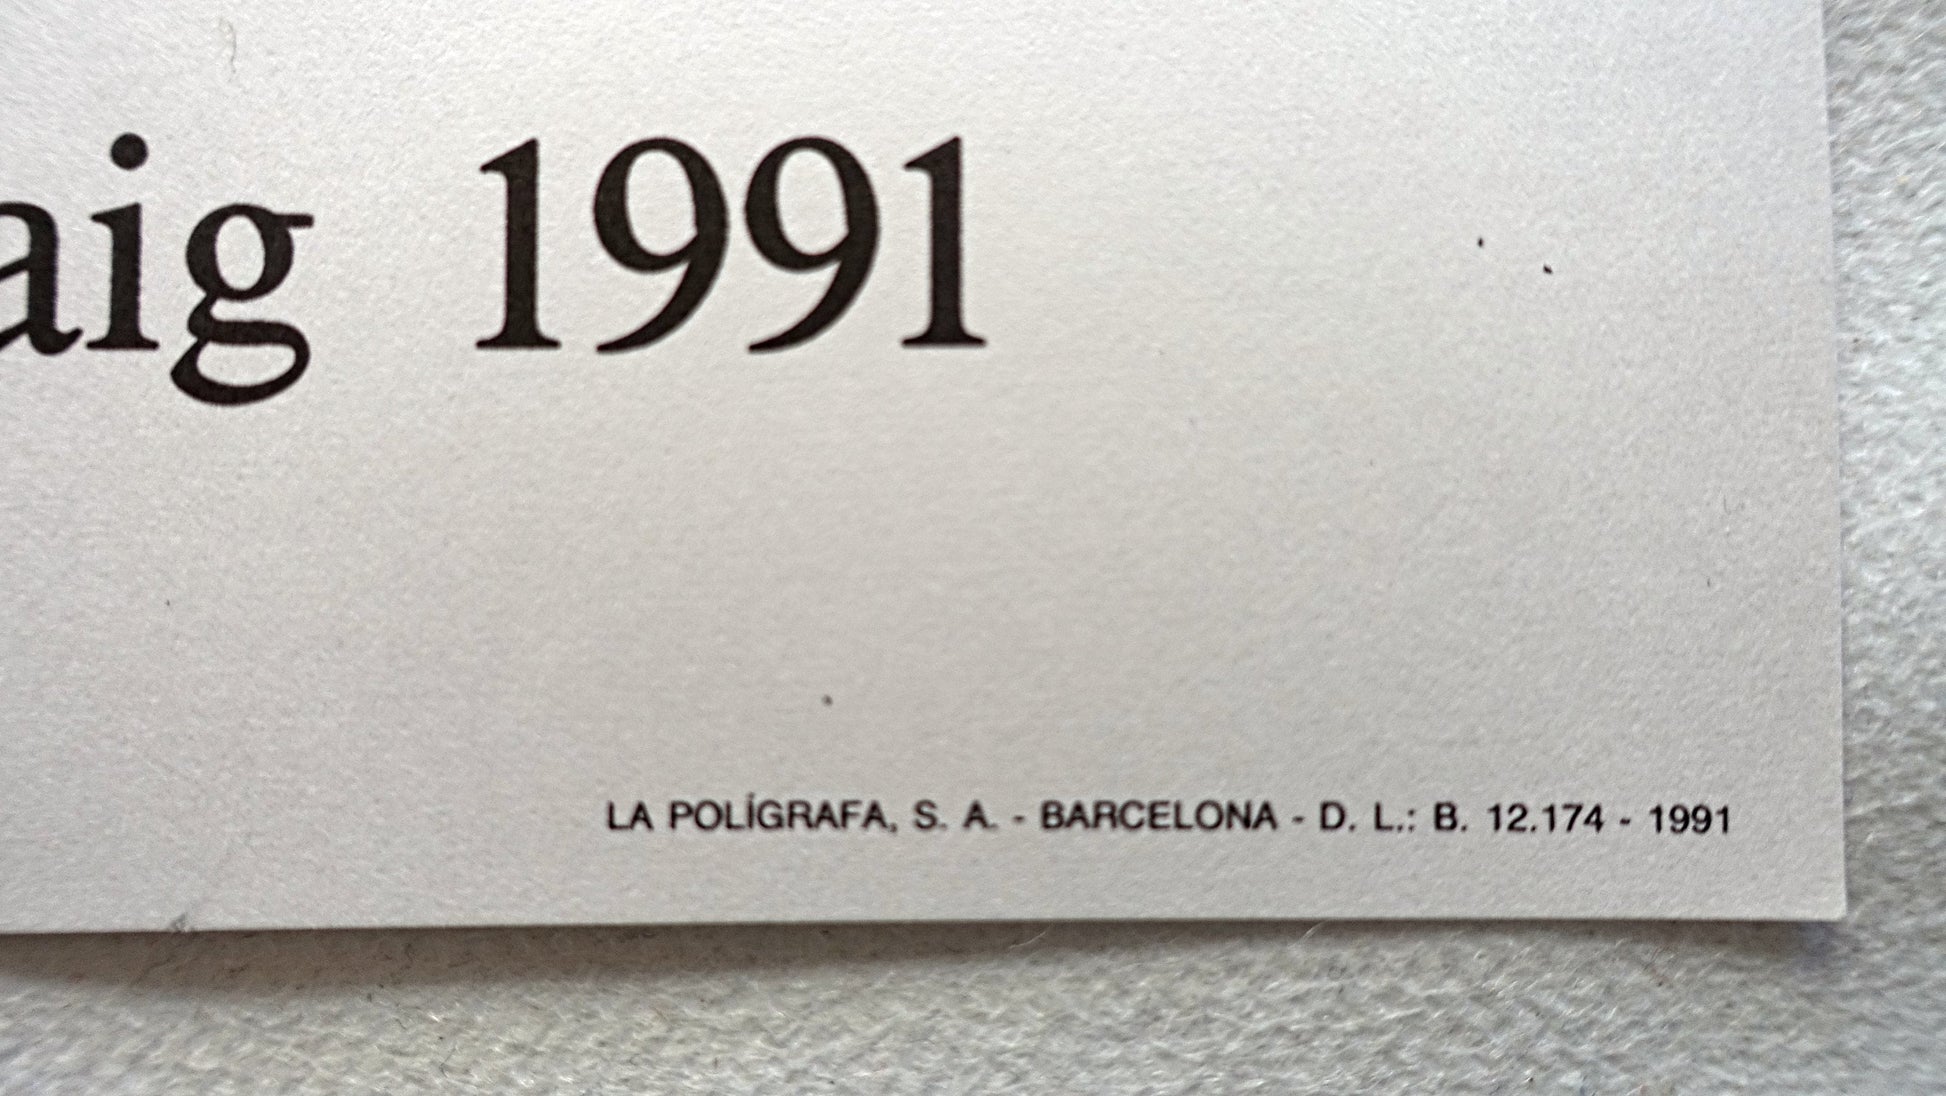 aig 1991
LA POLÍGRAFA, S. A. - BARCELONA - D. L.: B. 12.174 - 1991